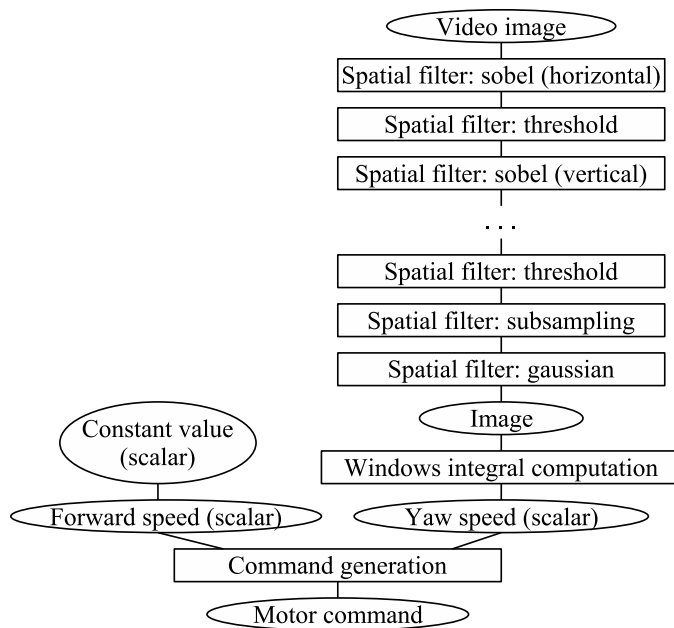 Video image
Spatial filter: sobel (horizontal)
Spatial filter: threshold
Spatial filter: sobel (vertical)
. . .
Spatial filter: threshold
Spatial filter: subsampling
Spatial filter: gaussian
Image
Constant value
(scalar)
Windows integral computation
Forward speed (scalar)
Yaw speed (scalar)
Command generation
Motor command